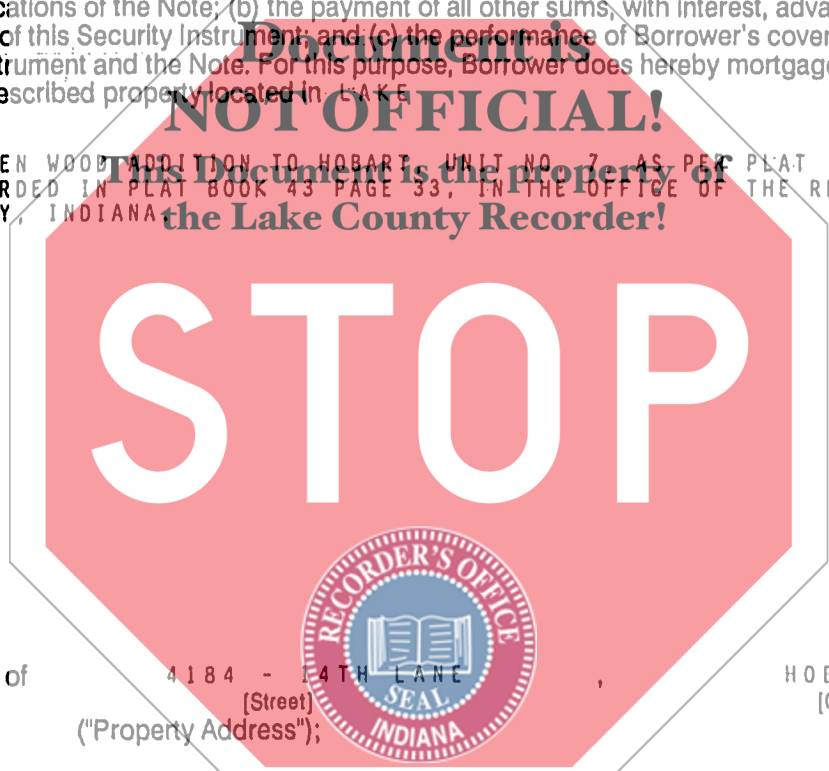 cations of the Note; (b) the payment of all other sums, with interest, adva
of this Security Instrument; and (c) the performance of Borrower's cover
trument and the Note. For this purpose, Borrower does hereby mortgage
escribed property located in LAKE
Document is
NOT OFFICIAL!
This Document is the property of
the Lake County Recorder!
EN WOOD ADDITION TO HOBART, UNIT NO. 7, AS PER PLAT
RDED IN PLAT BOOK 43 PAGE 33, IN THE OFFICE OF THE RE
Y, INDIANA.
STOP
RECORDER'S OFFICE
SEAL
INDIANA
of 4184 - 14TH LANE , HOB
[Street] [C
("Property Address");